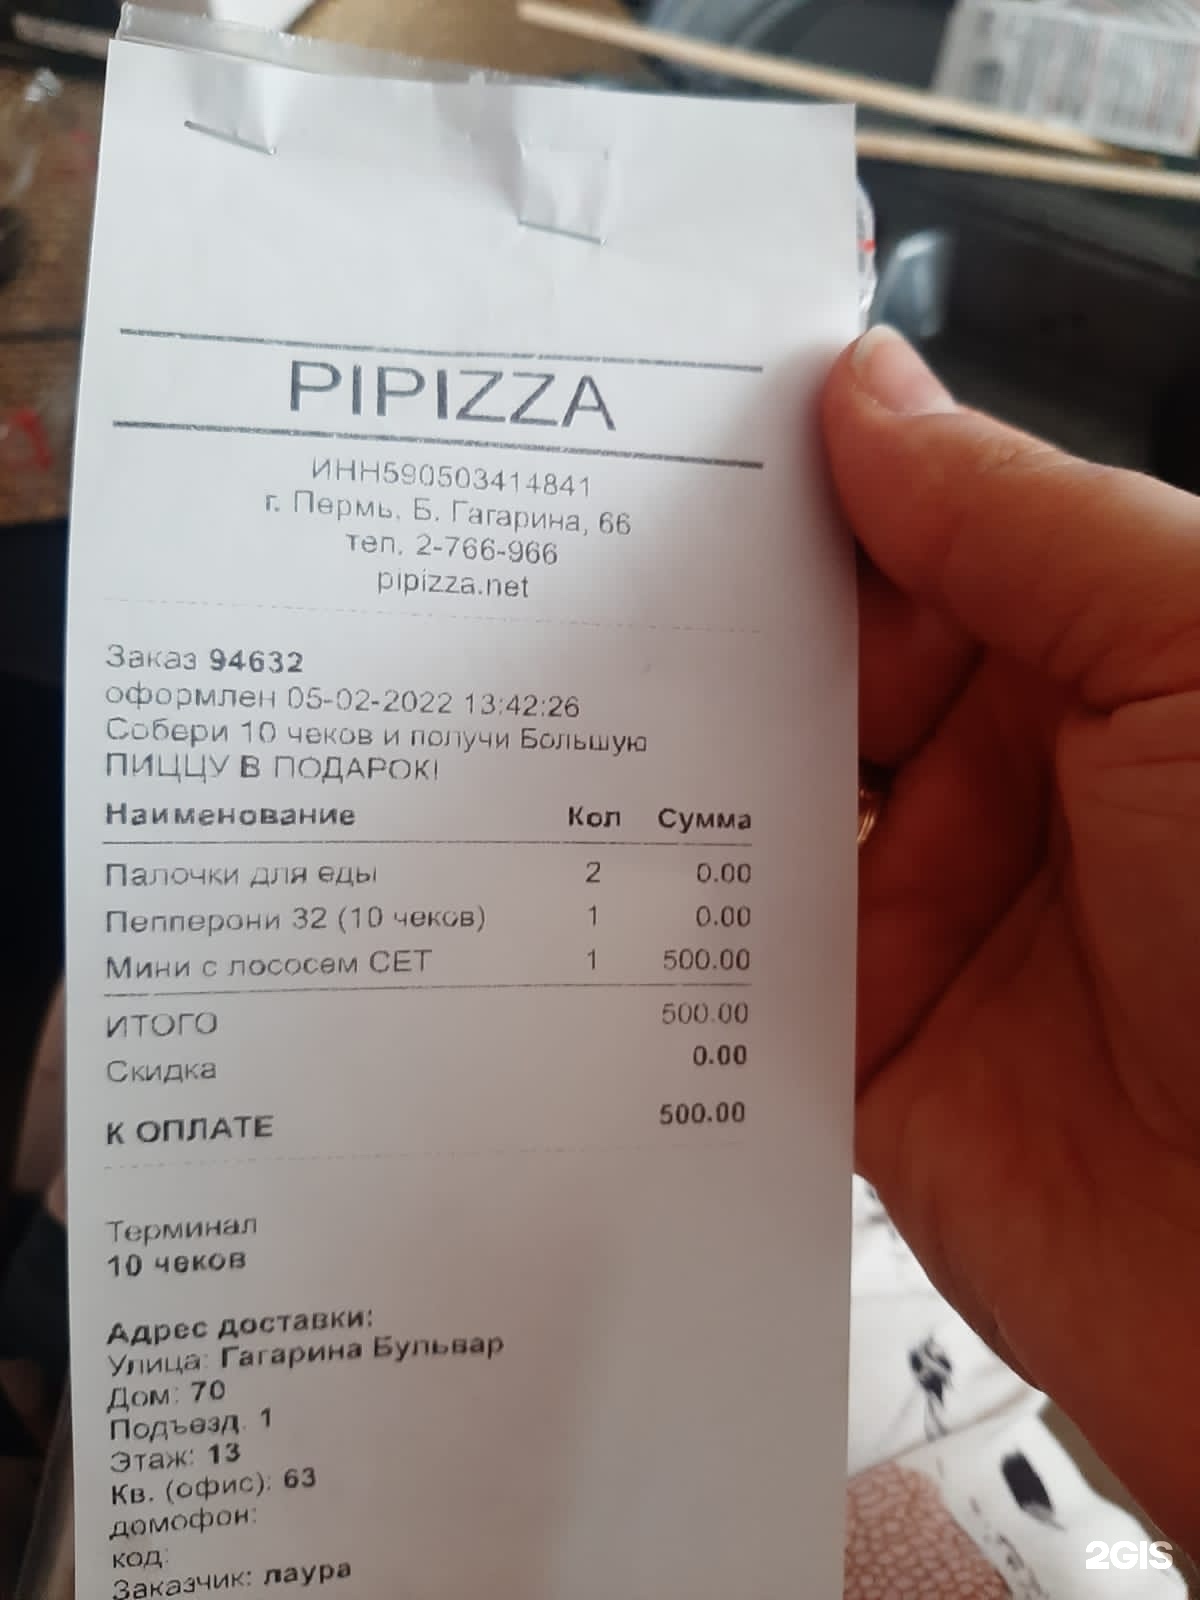 PIPIZZA
ИНН590503414841
г. Пермь, Б. Гагарина, 66
тел. 2-766-966
pipizza.net
Заказ 94632
оформлен 05-02-2022 13:42:26
Собери 10 чеков и получи Большую
ПИЦЦУ В ПОДАРОК!
Наименование Кол Сумма
Палочки для еды 2 0.00
Пепперони 32 (10 чеков) 1 0.00
Мини с лососем СЕТ 1 500.00
ИТОГО 500.00
Скидка 0.00
К ОПЛАТЕ 500.00
Терминал
10 чеков
Адрес доставки:
Улица: Гагарина Бульвар
Дом: 70
Подъезд: 1
Этаж: 13
Кв. (офис): 63
домофон:
код:
Заказчик: лаура
2GIS